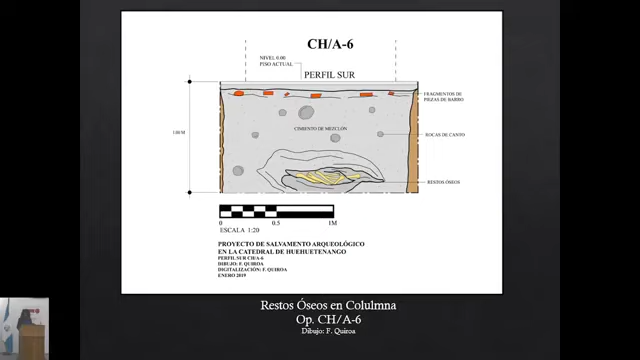 CH/A-6
NIVEL 0.00
PISO ACTUAL
PERFIL SUR
FRAGMENTOS DE
PIEZAS DE BARRO
CIMIENTO DE MEZCLÓN
ROCAS DE CANTO
1.00 M
RESTOS ÓSEOS
0 0.5 1M
ESCALA 1:20
PROYECTO DE SALVAMENTO ARQUEOLÓGICO
EN LA CATEDRAL DE HUEHUETENANGO
PERFIL SUR CH/A-6
DIBUJO: F. QUIROA
DIGITALIZACIÓN: F. QUIROA
ENERO 2019
Restos Óseos en Colulmna
Op. CH/A-6
Dibujo: F. Quiroa